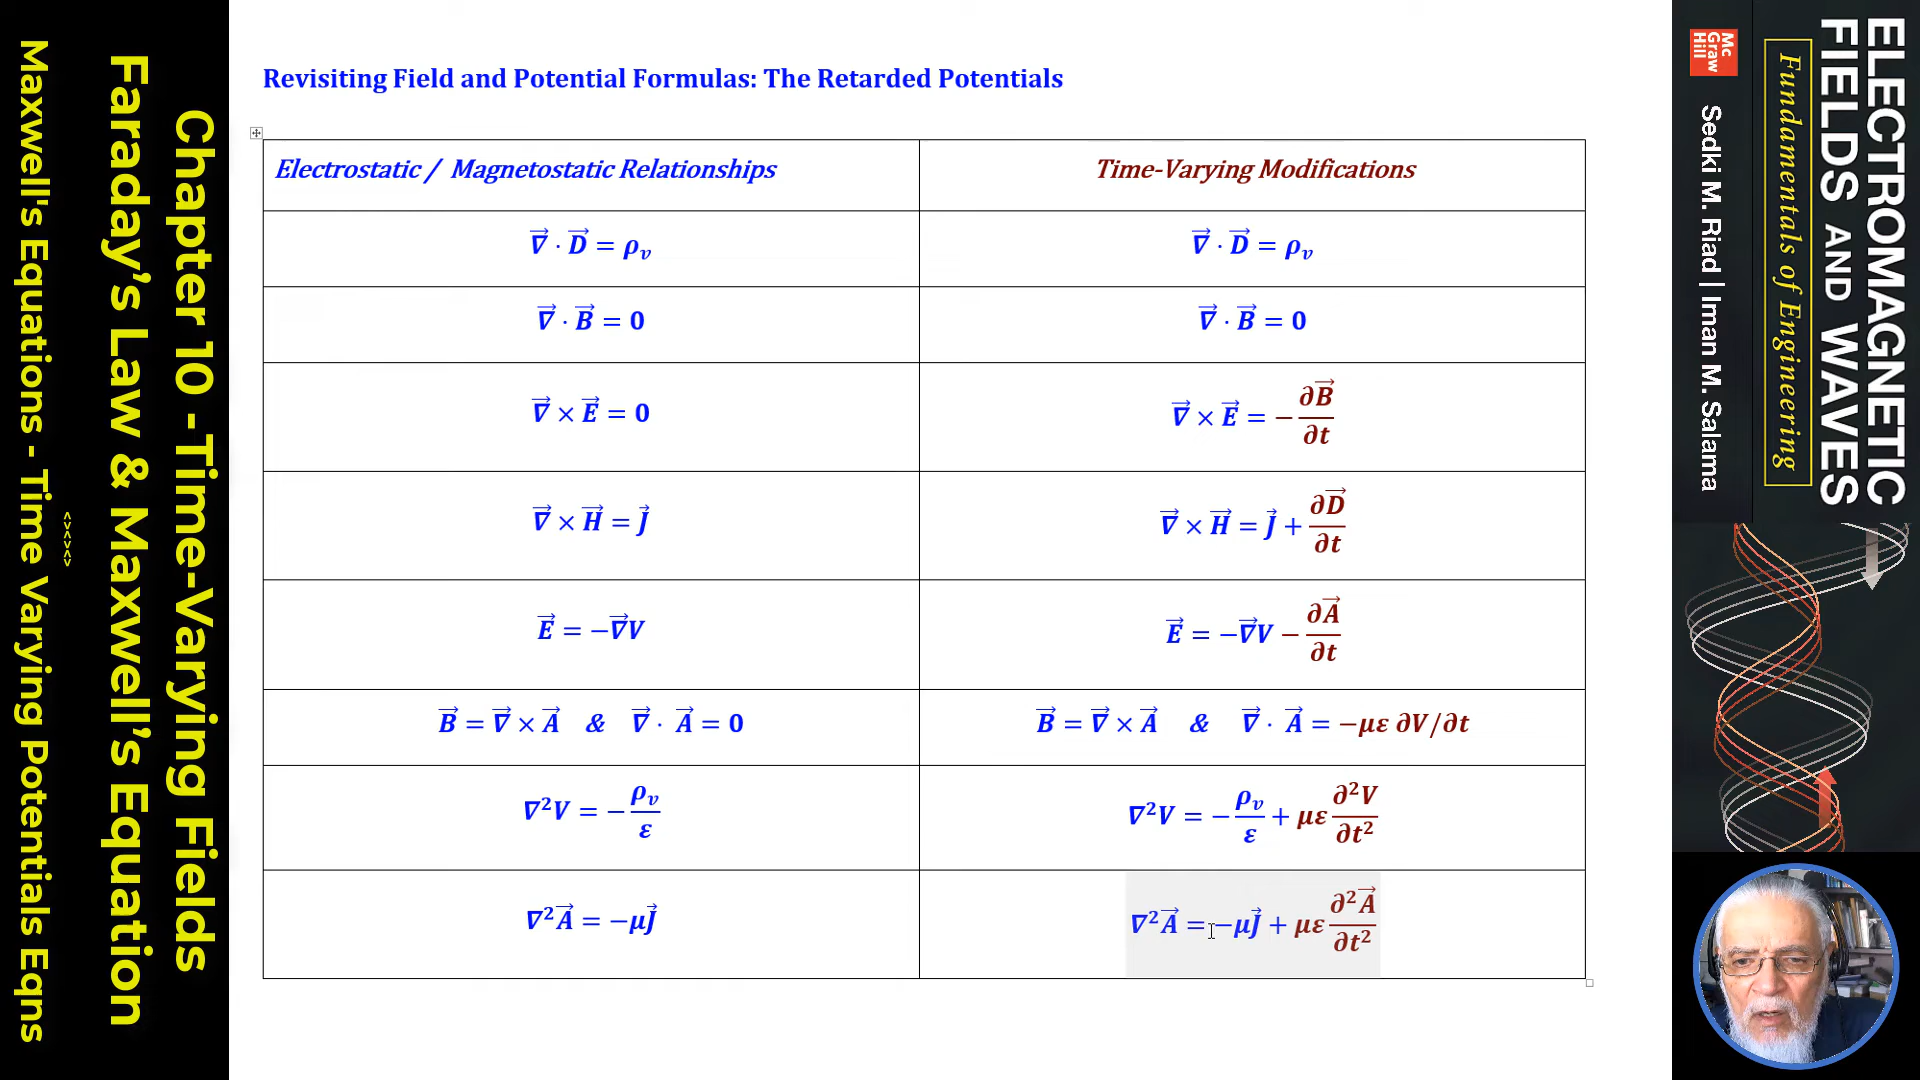 Chapter 10 -Time-Varying Fields
Faraday's Law & Maxwell's Equation
<><><>
Maxwell's Equations - Time Varying Potentials Eqns
Revisiting Field and Potential Formulas: The Retarded Potentials
Electrostatic / Magnetostatic Relationships
Time-Varying Modifications
∇⃗ · D⃗ = ρᵥ
∇⃗ · D⃗ = ρᵥ
∇⃗ · B⃗ = 0
∇⃗ · B⃗ = 0
∇⃗ × E⃗ = 0
∇⃗ × E⃗ = − ∂B⃗/∂t
∇⃗ × H⃗ = J⃗
∇⃗ × H⃗ = J⃗ + ∂D⃗/∂t
E⃗ = −∇⃗V
E⃗ = −∇⃗V − ∂A⃗/∂t
B⃗ = ∇⃗ × A⃗ & ∇⃗ · A⃗ = 0
B⃗ = ∇⃗ × A⃗ & ∇⃗ · A⃗ = −με ∂V/∂t
∇²V = − ρᵥ/ε
∇²V = − ρᵥ/ε + με ∂²V/∂t²
∇²A⃗ = −μJ⃗
∇²A⃗ = −μJ⃗ + με ∂²A⃗/∂t²
ELECTROMAGNETIC
FIELDS AND WAVES
Fundamentals of Engineering
Mc
Graw
Hill
Sedki M. Riad | Iman M. Salama